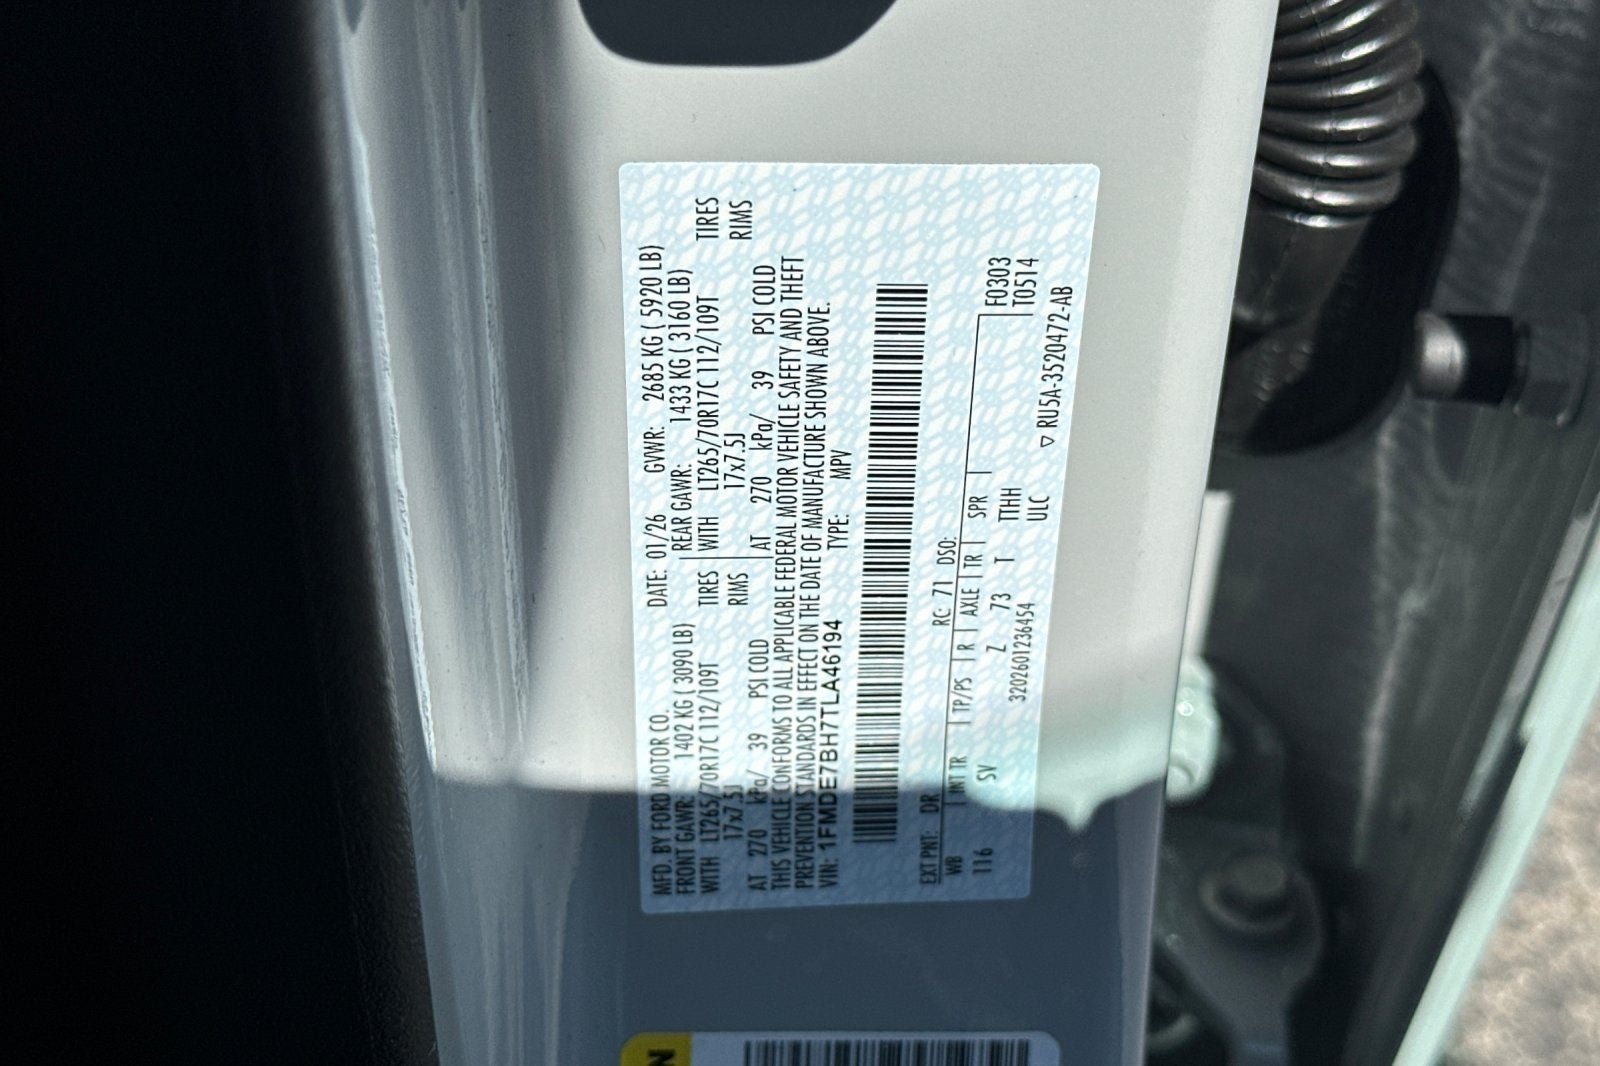 MFD. BY FORD MOTOR CO.
DATE: 01/26 GVWR: 2685 KG ( 5920 LB)
FRONT GAWR: 1402 KG ( 3090 LB) REAR GAWR: 1433 KG ( 3160 LB)
WITH LT265/70R17C 112/109T TIRES WITH LT265/70R17C 112/109T TIRES
17x7.5J RIMS 17x7.5J RIMS
AT 270 kPa/ 39 PSI COLD AT 270 kPa/ 39 PSI COLD
THIS VEHICLE CONFORMS TO ALL APPLICABLE FEDERAL MOTOR VEHICLE SAFETY AND THEFT
PREVENTION STANDARDS IN EFFECT ON THE DATE OF MANUFACTURE SHOWN ABOVE.
VIN: 1FMDE7BH7TLA46194 TYPE: MPV
EXT PNT: DR RC: 71 DSO:
WB INT TR TP/PS R AXLE TR SPR F0303
116 SV Z 73 T TTHH T0514
3202601236454 ULC
▽ RU5A-3520472-AB